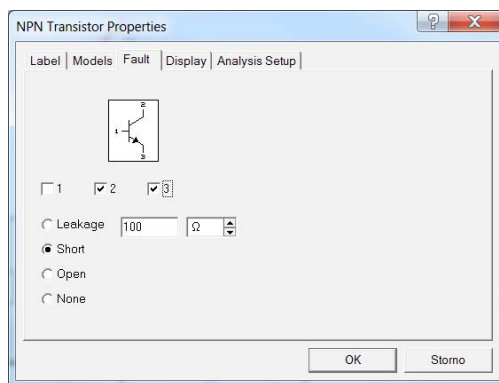 NPN Transistor Properties
Label Models Fault Display Analysis Setup
2
1
3
1 2 3
Leakage 100 Ω
Short
Open
None
OK Storno